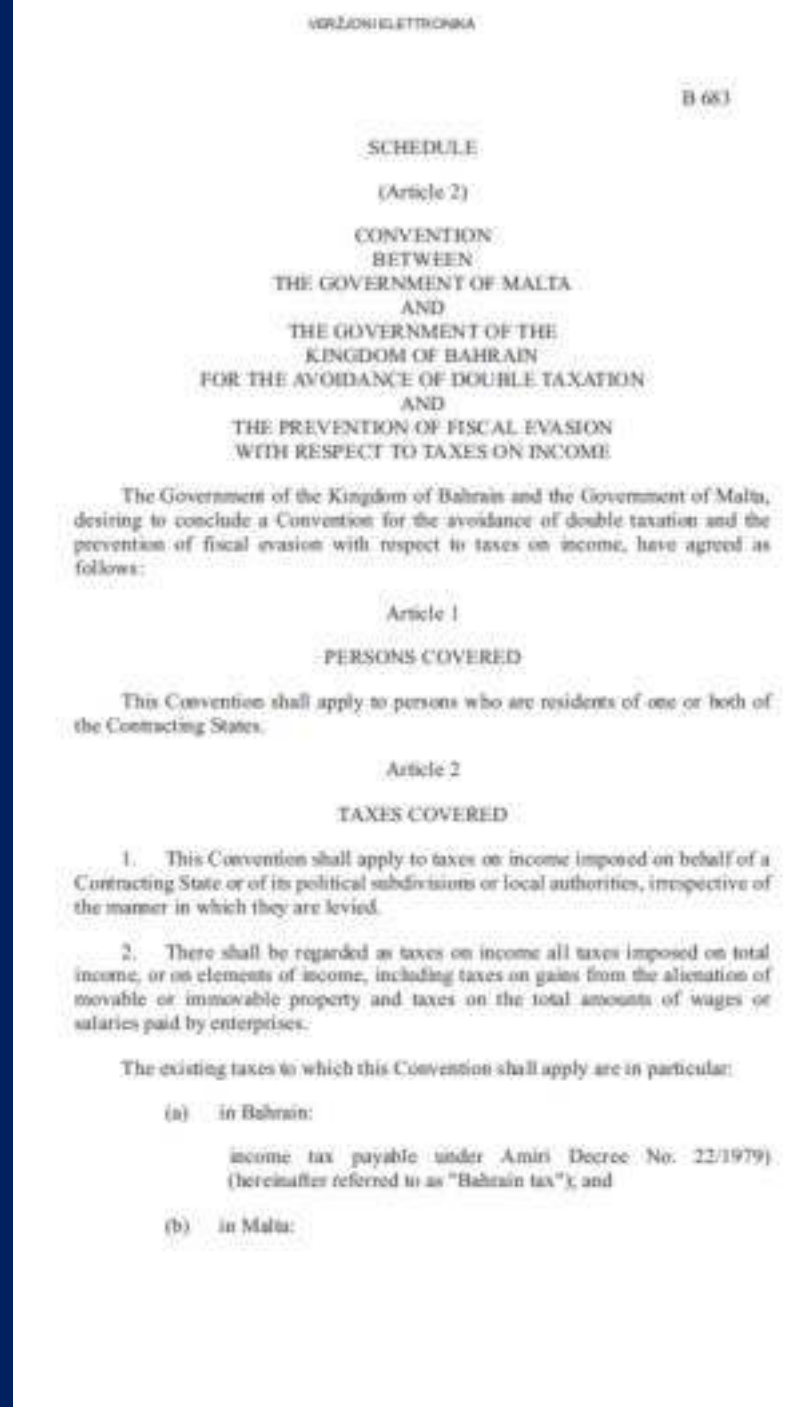 VERŻJONI ELETTRONIKA
B 683
SCHEDULE
(Article 2)
CONVENTION
BETWEEN
THE GOVERNMENT OF MALTA
AND
THE GOVERNMENT OF THE
KINGDOM OF BAHRAIN
FOR THE AVOIDANCE OF DOUBLE TAXATION
AND
THE PREVENTION OF FISCAL EVASION
WITH RESPECT TO TAXES ON INCOME
The Government of the Kingdom of Bahrain and the Government of Malta,
desiring to conclude a Convention for the avoidance of double taxation and the
prevention of fiscal evasion with respect to taxes on income, have agreed as
follows:
Article 1
PERSONS COVERED
This Convention shall apply to persons who are residents of one or both of
the Contracting States.
Article 2
TAXES COVERED
1. This Convention shall apply to taxes on income imposed on behalf of a
Contracting State or of its political subdivisions or local authorities, irrespective of
the manner in which they are levied.
2. There shall be regarded as taxes on income all taxes imposed on total
income, or on elements of income, including taxes on gains from the alienation of
movable or immovable property and taxes on the total amounts of wages or
salaries paid by enterprises.
The existing taxes to which this Convention shall apply are in particular:
(a) in Bahrain:
income tax payable under Amiri Decree No. 22/1979)
(hereinafter referred to as "Bahrain tax"); and
(b) in Malta: